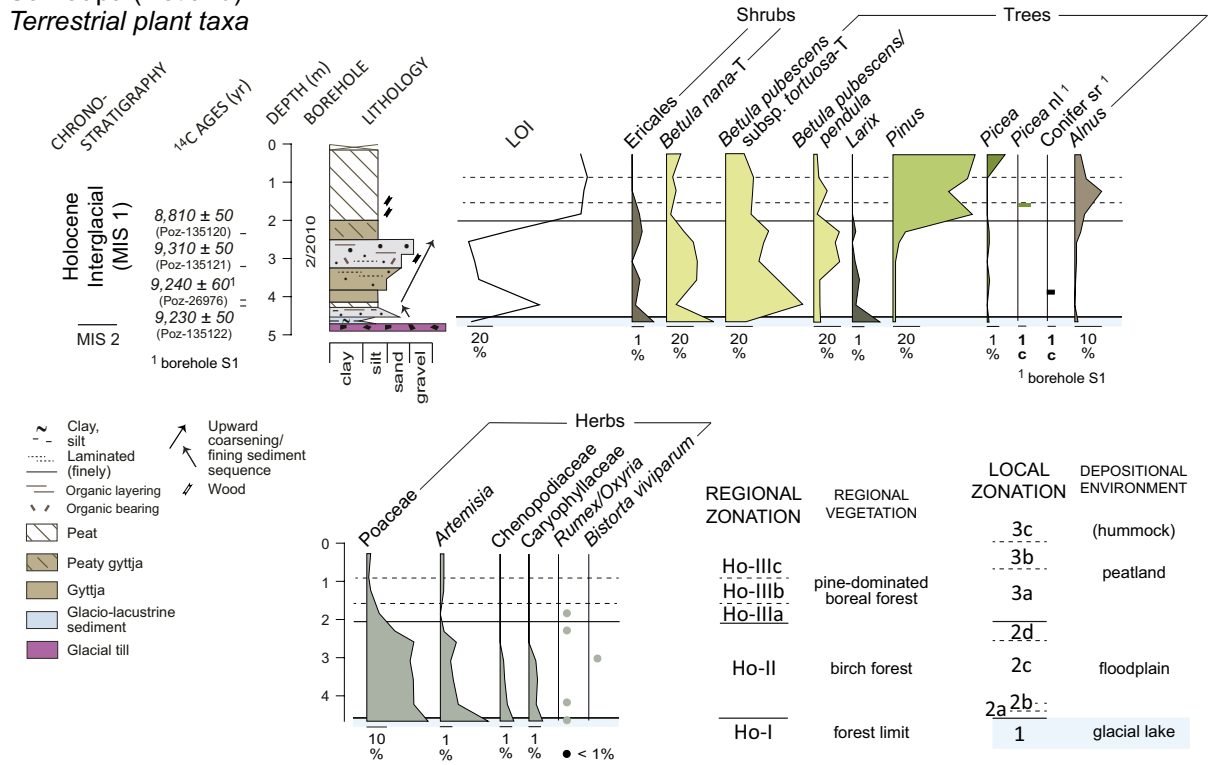 Terrestrial plant taxa
Shrubs
Trees
CHRONO-
STRATIGRAPHY
14C AGES (yr)
DEPTH (m)
BOREHOLE
LITHOLOGY
LOI
Ericales
Betula nana-T
Betula pubescens
subsp. tortuosa-T
Betula pubescens/
pendula
Larix
Pinus
Picea
Picea nl 1
Conifer sr 1
Alnus
0
1
2
3
4
5
Holocene
Interglacial
(MIS 1)
MIS 2
8,810 ± 50
(Poz-135120)
9,310 ± 50
(Poz-135121)
9,240 ± 60¹
(Poz-26976)
9,230 ± 50
(Poz-135122)
¹ borehole S1
2/2010
clay
silt
sand
gravel
20
%
1
%
20
%
20
%
20
%
1
%
20
1
%
1
c
1
c
10
%
¹ borehole S1
Clay,
silt
Laminated
(finely)
Organic layering
Organic bearing
Peat
Peaty gyttja
Gyttja
Glacio-lacustrine
sediment
Glacial till
Upward
coarsening/
fining sediment
sequence
Wood
Herbs
Poaceae
Artemisia
Chenopodiaceae
Caryophyllaceae
Rumex/Oxyria
Bistorta viviparum
0
1
2
3
4
10
%
1
%
1
%
1
%
< 1%
REGIONAL
ZONATION
Ho-IIIc
Ho-IIIb
Ho-IIIa
Ho-II
Ho-I
REGIONAL
VEGETATION
pine-dominated
boreal forest
birch forest
forest limit
LOCAL
ZONATION
3c
3b
3a
2d
2c
2b
2a
1
DEPOSITIONAL
ENVIRONMENT
(hummock)
peatland
floodplain
glacial lake